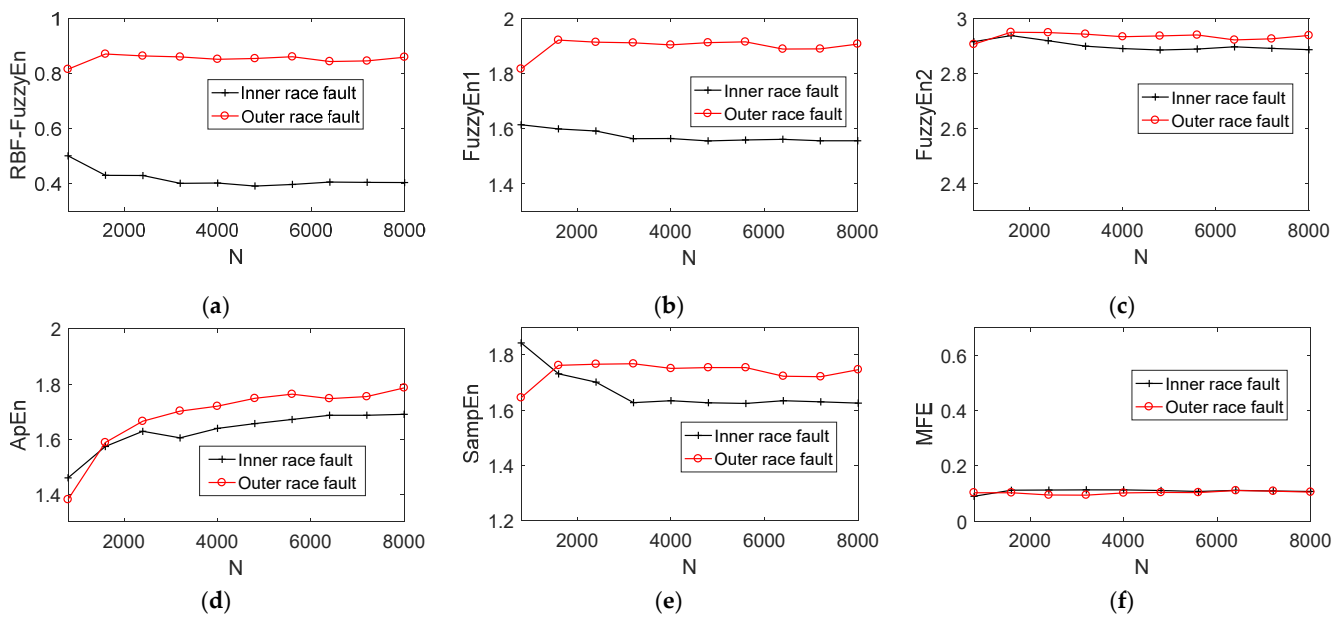 RBF-FuzzyEn
1
0.8
0.6
0.4
Inner race fault
Outer race fault
2000
4000
6000
8000
N
(a)
FuzzyEn1
2
1.8
1.6
1.4
Inner race fault
Outer race fault
2000
4000
6000
8000
N
(b)
FuzzyEn2
3
2.8
2.6
2.4
Inner race fault
Outer race fault
2000
4000
6000
8000
N
(c)
ApEn
2
1.8
1.6
1.4
Inner race fault
Outer race fault
2000
4000
6000
8000
N
(d)
SampEn
1.8
1.6
1.4
1.2
Inner race fault
Outer race fault
2000
4000
6000
8000
N
(e)
MFE
0.6
0.4
0.2
0
Inner race fault
Outer race fault
2000
4000
6000
8000
N
(f)